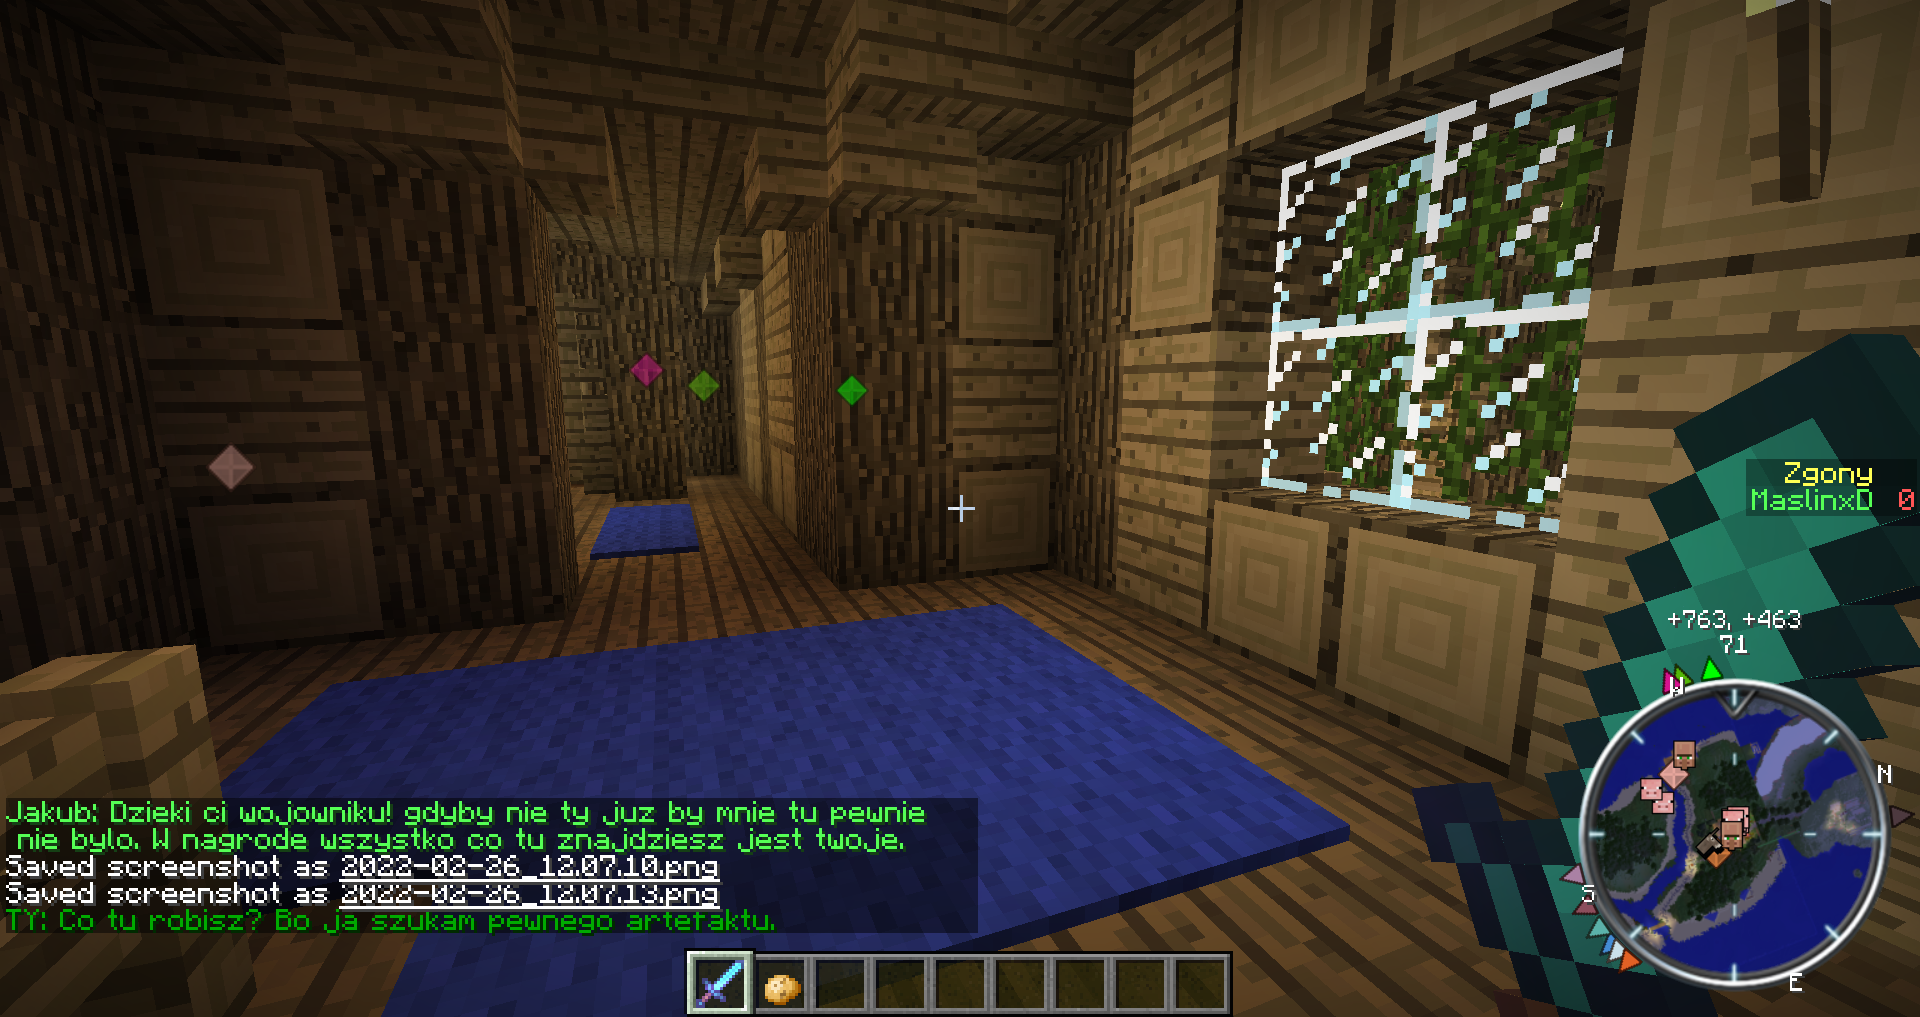 Zgony
MaslinxD 0
+763, +463
71
W
N
S
E
Jakub: Dzieki ci wojowniku! gdyby nie ty juz by mnie tu pewnie
nie bylo. W nagrode wszystko co tu znajdziesz jest twoje.
Saved screenshot as 2022-02-26_12.07.10.png
Saved screenshot as 2022-02-26_12.07.13.png
TY: Co tu robisz? Bo ja szukam pewnego artefaktu.